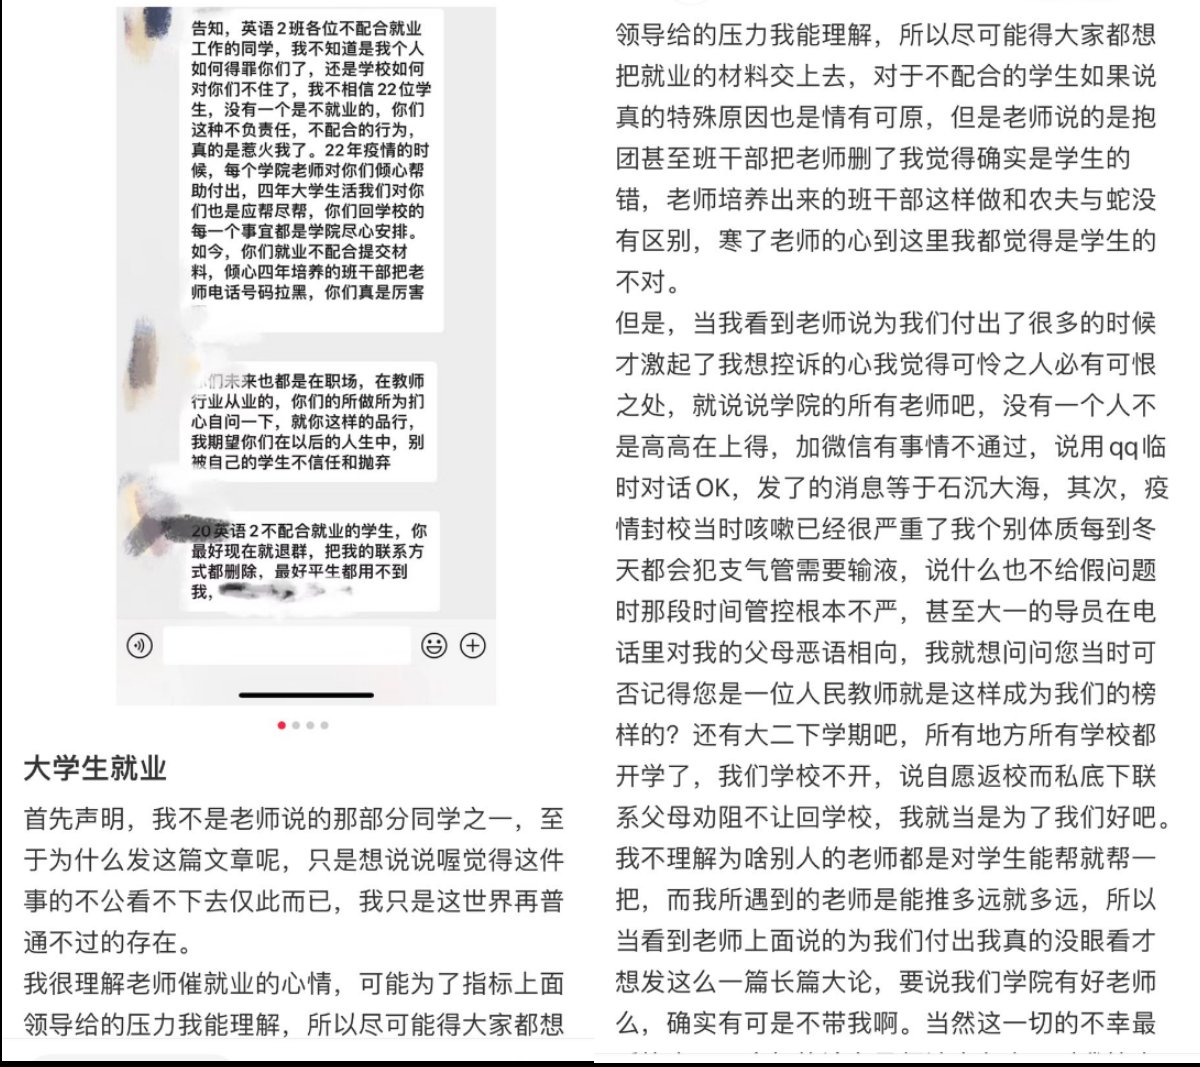 告知，英语2班各位不配合就业
工作的同学，我不知道是我个人
如何得罪你们了，还是学校如何
对你们不住了，我不相信22位学
生，没有一个是不就业的，你们
这种不负责任，不配合的行为，
真的是惹火我了。22年疫情的时
候，每个学院老师对你们倾心帮
助付出，四年大学生活我们对你
们也是应帮尽帮，你们回学校的
每一个事宜都是学院尽心安排。
如今，你们就业不配合提交材
料，倾心四年培养的班干部把老
师电话号码拉黑，你们真是厉害
们未来也都是在职场，在教师
行业从业的，你们的所做所为扪
心自问一下，就你这样的品行，
我期望你们在以后的人生中，别
被自己的学生不信任和抛弃
20英语2不配合就业的学生，你
最好现在就退群，把我的联系方
式都删除，最好平生都用不到
我，
大学生就业
首先声明，我不是老师说的那部分同学之一，至
于为什么发这篇文章呢，只是想说说喔觉得这件
事的不公看不下去仅此而已，我只是这世界再普
通不过的存在。
我很理解老师催就业的心情，可能为了指标上面
领导给的压力我能理解，所以尽可能得大家都想
领导给的压力我能理解，所以尽可能得大家都想
把就业的材料交上去，对于不配合的学生如果说
真的特殊原因也是情有可原，但是老师说的是抱
团甚至班干部把老师删了我觉得确实是学生的
错，老师培养出来的班干部这样做和农夫与蛇没
有区别，寒了老师的心到这里我都觉得是学生的
不对。
但是，当我看到老师说为我们付出了很多的时候
才激起了我想控诉的心我觉得可怜之人必有可恨
之处，就说说学院的所有老师吧，没有一个人不
是高高在上得，加微信有事情不通过，说用qq临
时对话OK，发了的消息等于石沉大海，其次，疫
情封校当时咳嗽已经很严重了我个别体质每到冬
天都会犯支气管需要输液，说什么也不给假问题
时那段时间管控根本不严，甚至大一的导员在电
话里对我的父母恶语相向，我就想问问您当时可
否记得您是一位人民教师就是这样成为我们的榜
样的？还有大二下学期吧，所有地方所有学校都
开学了，我们学校不开，说自愿返校而私底下联
系父母劝阻不让回学校，我就当是为了我们好吧。
我不理解为啥别人的老师都是对学生能帮就帮一
把，而我所遇到的老师是能推多远就多远，所以
当看到老师上面说的为我们付出我真的没眼看才
想发这么一篇长篇大论，要说我们学院有好老师
么，确实有可是不带我啊。当然这一切的不幸最